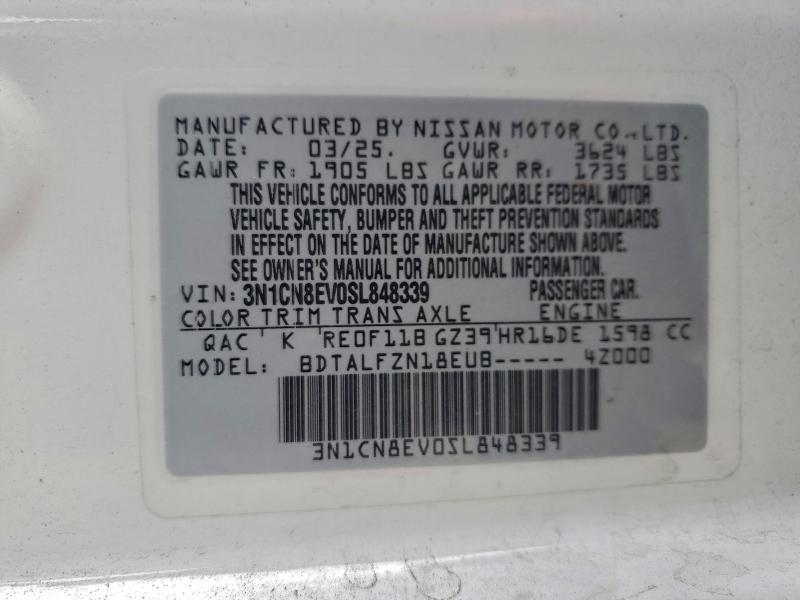 MANUFACTURED BY NISSAN MOTOR CO.,LTD.
DATE: 03/25. GVWR: 3624 LBS
GAWR FR: 1905 LBS GAWR RR: 1735 LBS
THIS VEHICLE CONFORMS TO ALL APPLICABLE FEDERAL MOTOR
VEHICLE SAFETY, BUMPER AND THEFT PREVENTION STANDARDS
IN EFFECT ON THE DATE OF MANUFACTURE SHOWN ABOVE.
SEE OWNER'S MANUAL FOR ADDITIONAL INFORMATION.
VIN: 3N1CN8EV0SL848339 PASSENGER CAR.
COLOR TRIM TRANS AXLE ENGINE
QAC K RE0F11B GZ39 HR16DE 1598 CC
MODEL: BDTALFZN18EUB----- 4Z000
3N1CN8EV0SL848339